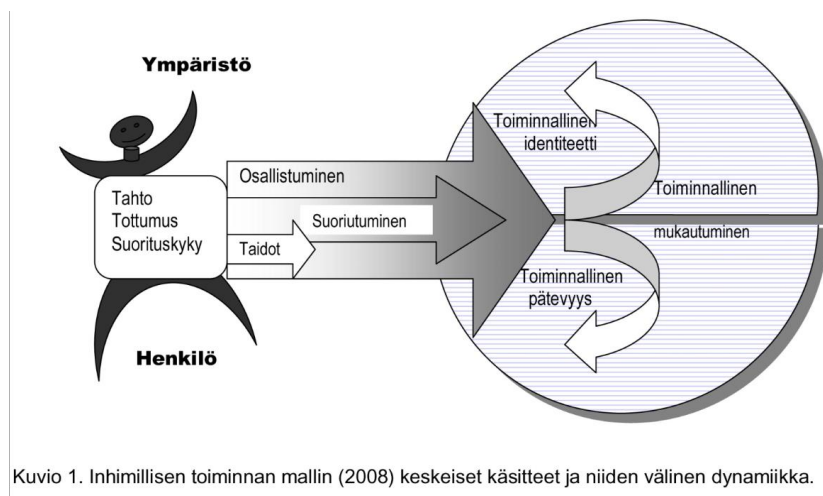 Ympäristö
Tahto
Tottumus
Suorituskyky
Henkilö
Osallistuminen
Suoriutuminen
Taidot
Toiminnallinen
identiteetti
Toiminnallinen
mukautuminen
Toiminnallinen
pätevyys
Kuvio 1. Inhimillisen toiminnan mallin (2008) keskeiset käsitteet ja niiden välinen dynamiikka.